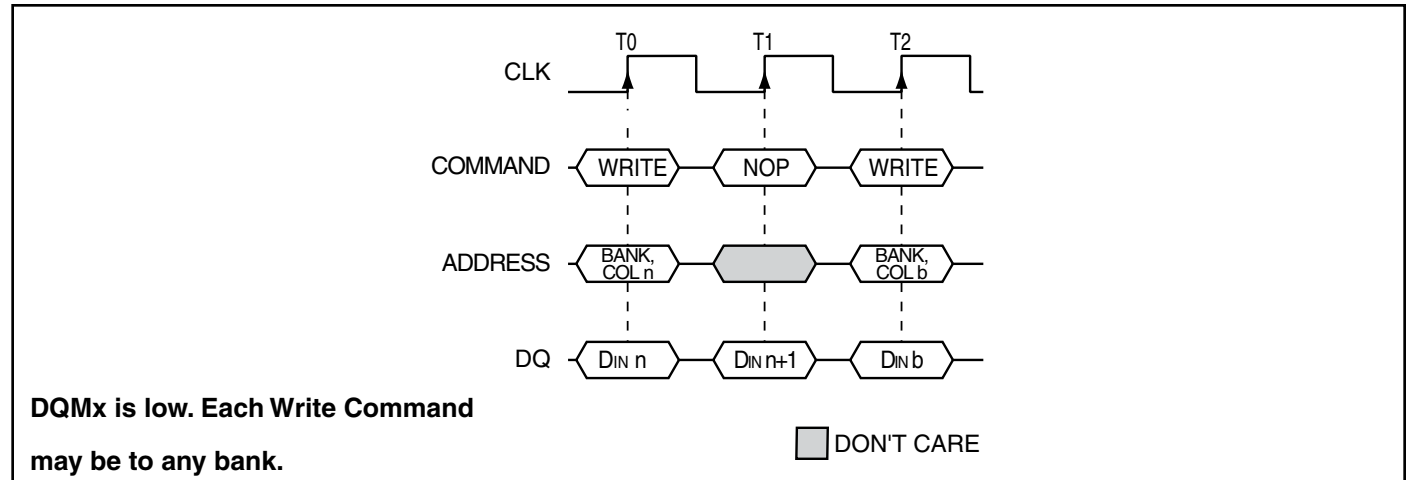 T0 T1 T2
CLK
COMMAND WRITE NOP WRITE
ADDRESS BANK, COL n BANK, COL b
DQ DIN n DIN n+1 DIN b
DQMx is low. Each Write Command
may be to any bank.
DON'T CARE